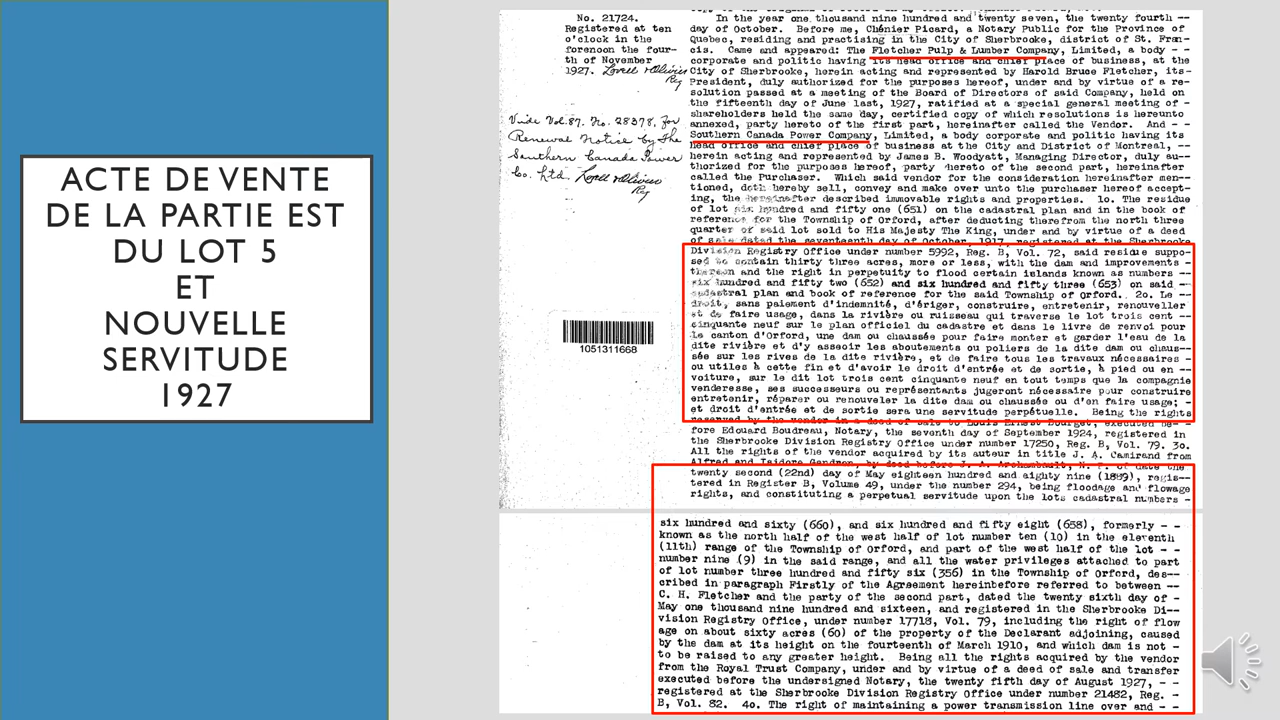 ACTE DE VENTE
DE LA PARTIE EST
DU LOT 5
ET
NOUVELLE
SERVITUDE
1927
No. 21724.
Registered at ten
o'clock in the
forenoon the four-
th of November
1927.
Vide Vol. 87. No. 28378, for
Renewal Notice by The
Southern Canada Power
Co. Ltd.
1051311668
In the year one thousand nine hundred and twenty seven, the twenty fourth --
day of October. Before me, Chénier Picard, a Notary Public for the Province of
Quebec, residing and practising in the City of Sherbrooke, district of St. Fran-
cis. Came and appeared: The Fletcher Pulp & Lumber Company, Limited, a body - -
corporate and politic having its head office and chief place of business, at the
City of Sherbrooke, herein acting and represented by Harold Bruce Fletcher, its-
President, duly authorized for the purposes hereof, under and by virtue of a re-
solution passed at a meeting of the Board of Directors of said Company, held on
the fifteenth day of June last, 1927, ratified at a special general meeting of -
shareholders held the same day, certified copy of which resolutions is hereunto
annexed, party hereto of the first part, hereinafter called the Vendor. And - -
Southern Canada Power Company, Limited, a body corporate and politic having its
head office and chief place of business at the City and District of Montreal, --
herein acting and represented by James B. Woodyatt, Managing Director, duly au--
thorized for the purposes hereof, party hereto of the second part, hereinafter
called the Purchaser. Which said vendor for the consideration hereinafter men--
tioned, doth hereby sell, convey and make over unto the purchaser hereof accept-
ing, the hereinafter described immovable rights and properties. 1o. The residue
of lot six hundred and fifty one (651) on the cadastral plan and in the book of
reference for the Township of Orford, after deducting therefrom the north three
quarter of said lot sold to His Majesty The King, under and by virtue of a deed
of sale dated the seventeenth day of October, 1917, registered at the Sherbrooke
Division Registry Office under number 5992, Reg. B, Vol. 72, said residue suppo-
sed to contain thirty three acres, more or less, with the dam and improvements -
thereon and the right in perpetuity to flood certain islands known as numbers --
six hundred and fifty two (652) and six hundred and fifty three (653) on said -
cadastral plan and book of reference for the said Township of Orford. 2o. Le --
droit, sans paiement d'indemnité, d'ériger, construire, entretenir, renouveller
et de faire usage, dans la rivière ou ruisseau qui traverse le lot trois cent --
cinquante neuf sur le plan officiel du cadastre et dans le livre de renvoi pour
le canton d'Orford, une dam ou chaussée pour faire monter et garder l'eau de la
dite rivière et d'y asseoir les aboutements ou poliers de la dite dam ou chaus--
sée sur les rives de la dite rivière, et de faire tous les travaux nécessaires -
ou utiles à cette fin et d'avoir le droit d'entrée et de sortie, à pied ou en --
voiture, sur le dit lot trois cent cinquante neuf en tout temps que la compagnie
venderesse, ses successeurs ou représentants jugeront nécessaire pour construire
entretenir, réparer ou renouveler la dite dam ou chaussée ou d'en faire usage; -
et droit d'entrée et de sortie sera une servitude perpétuelle. Being the rights
reserved by the vendor in a deed of sale to Louis Ernest Bourget, executed be- -
fore Edouard Boudreau, Notary, the seventh day of September 1924, registered in
the Sherbrooke Division Registry Office under number 17250, Reg. B, Vol. 79. 3o.
All the rights of the vendor acquired by its auteur in title J. A. Camirand from
Alfred and Isidore Gendron, by deed before J. A. Archambault, N. P. of date the
twenty second (22nd) day of May eighteen hundred and eighty nine (1889), regis--
tered in Register B, Volume 49, under the number 294, being floodage and flowage
rights, and constituting a perpetual servitude upon the lots cadastral numbers -
six hundred and sixty (660), and six hundred and fifty eight (658), formerly - -
known as the north half of the west half of lot number ten (10) in the eleventh
(11th) range of the Township of Orford, and part of the west half of the lot - -
number nine (9) in the said range, and all the water privileges attached to part
of lot number three hundred and fifty six (356) in the Township of Orford, des--
cribed in paragraph Firstly of the Agreement hereinbefore referred to between --
C. H. Fletcher and the party of the second part, dated the twenty sixth day of -
May one thousand nine hundred and sixteen, and registered in the Sherbrooke Di--
vision Registry Office, under number 17718, Vol. 79, including the right of flow
age on about sixty acres (60) of the property of the Declarant adjoining, caused
by the dam at its height on the fourteenth of March 1910, and which dam is not -
to be raised to any greater height. Being all the rights acquired by the vendor
from the Royal Trust Company, under and by virtue of a deed of sale and transfer
executed before the undersigned Notary, the twenty fifth day of August 1927, - -
registered at the Sherbrooke Division Registry Office under number 21482, Reg. -
B, Vol. 82. 4o. The right of maintaining a power transmission line over and - --